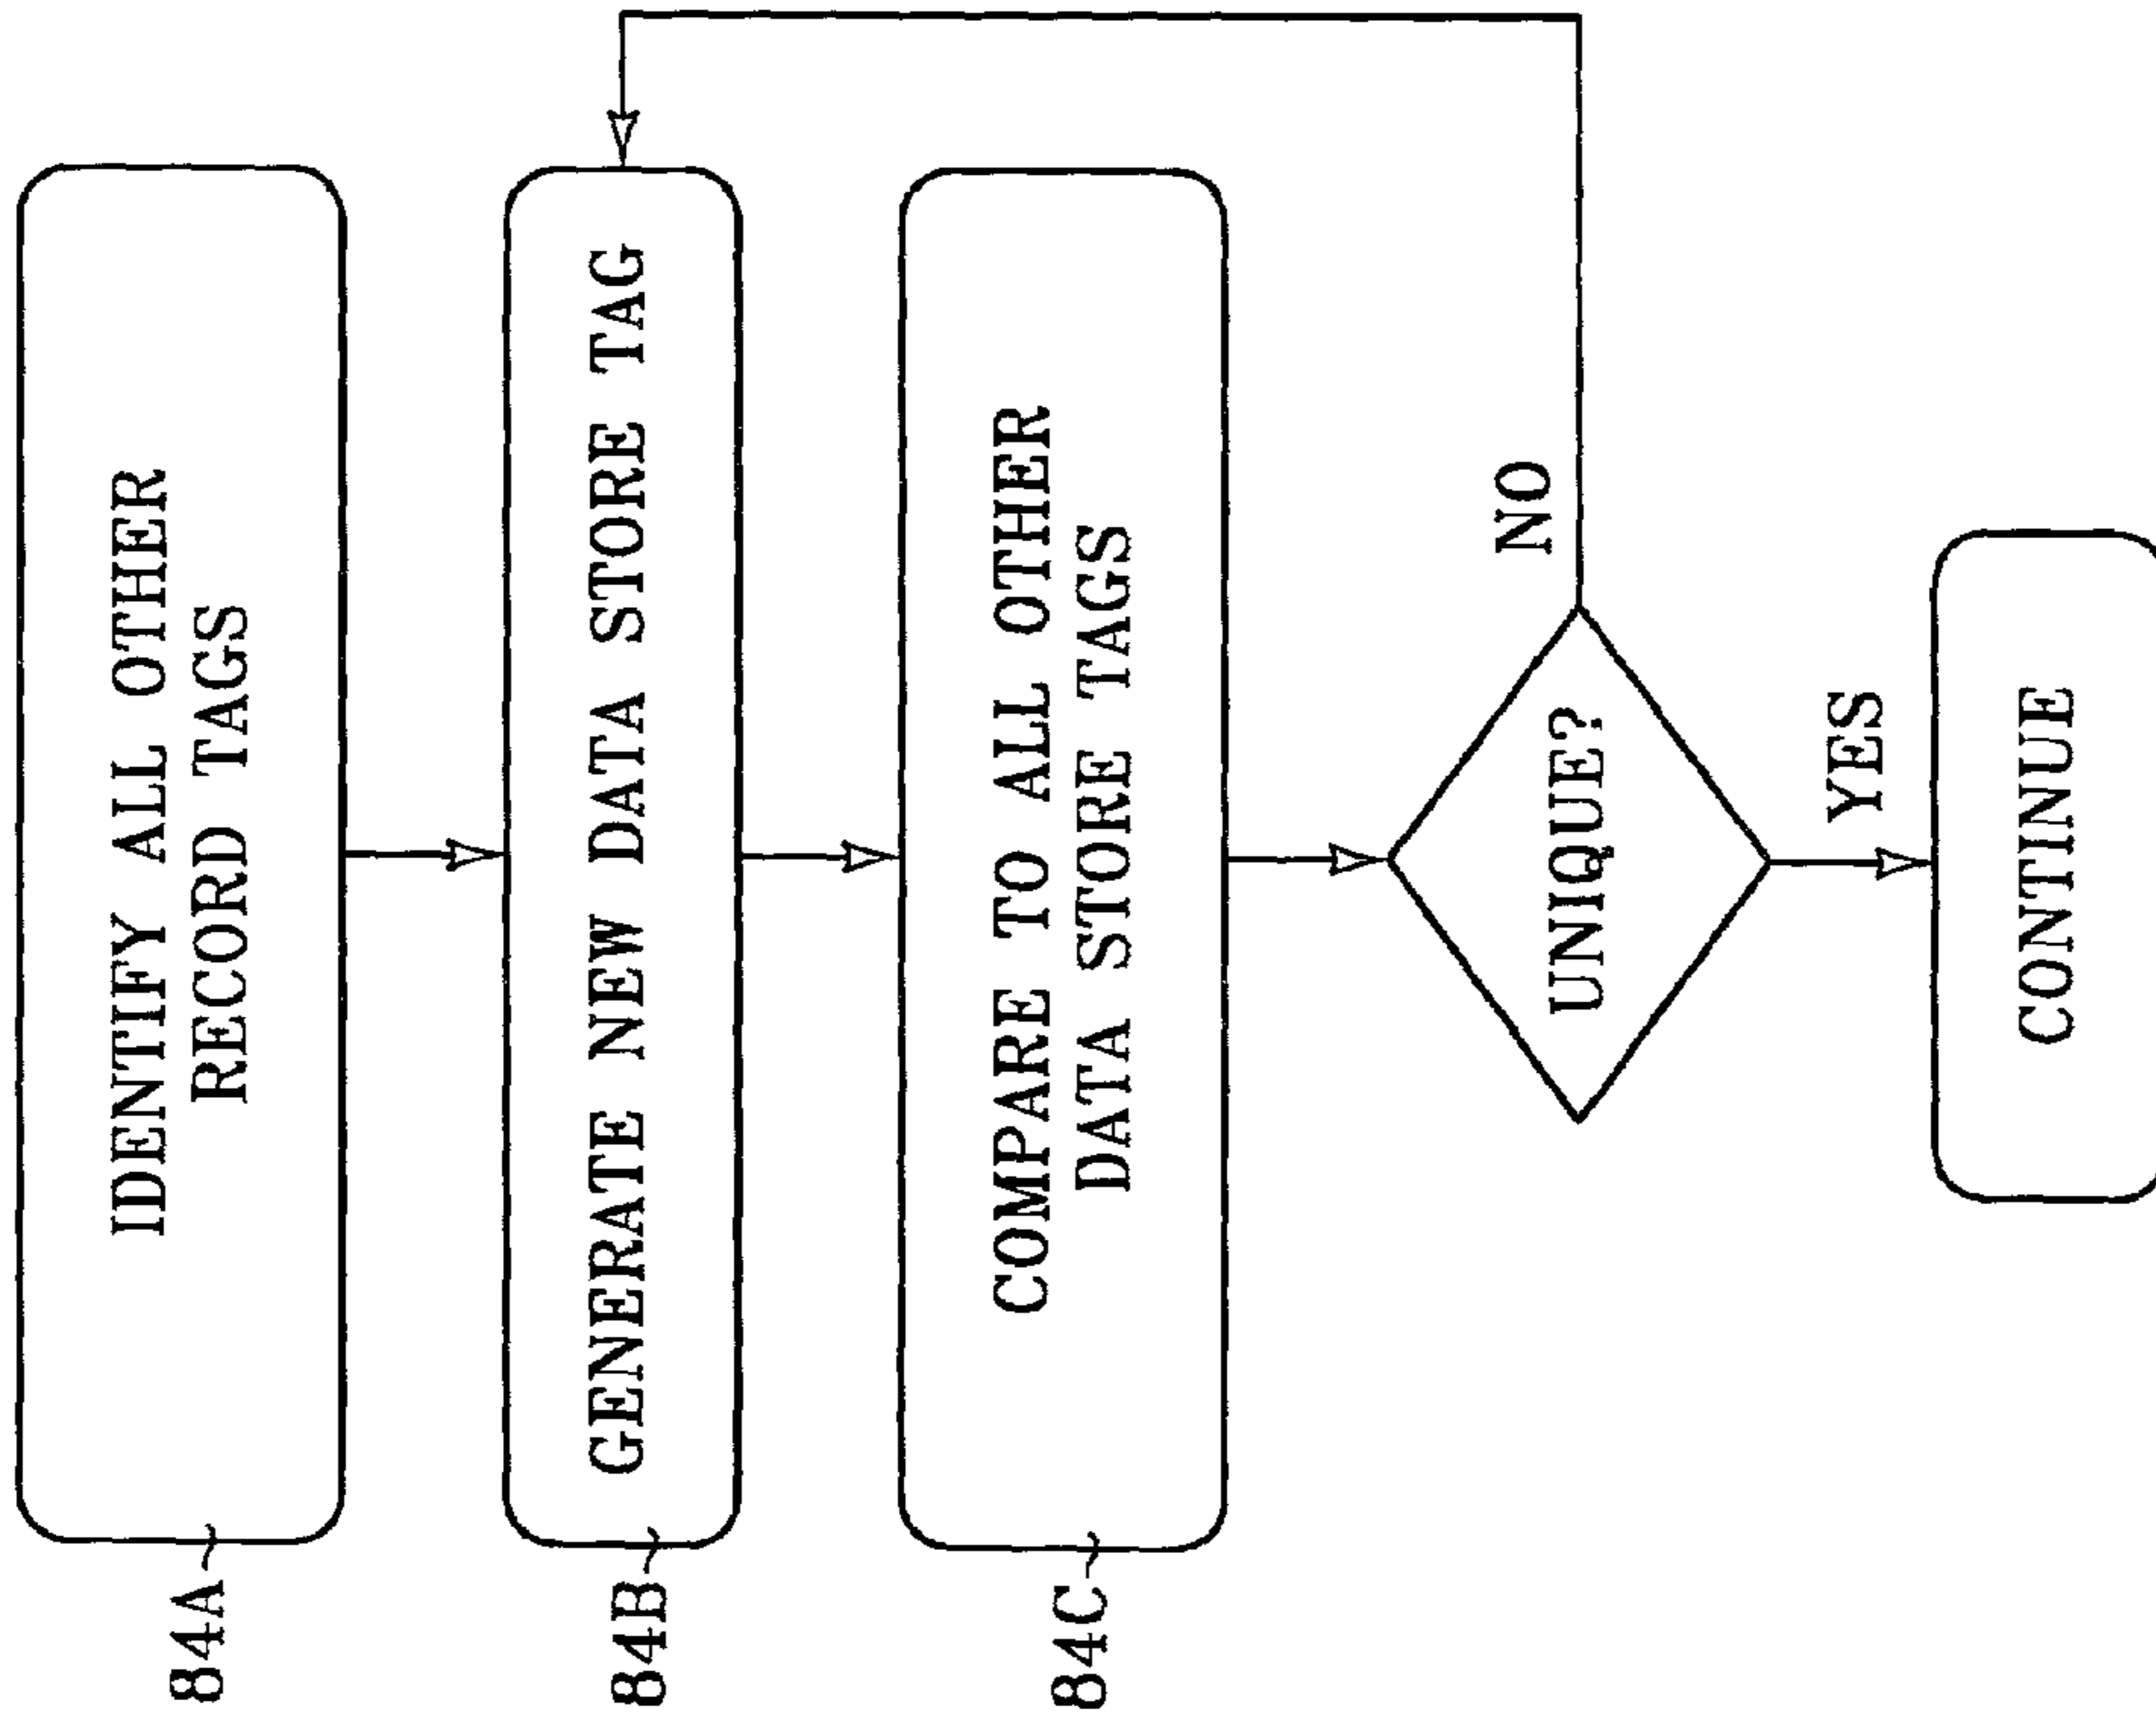 84A
IDENTIFY ALL OTHER
RECORD TAGS
84B
GENERATE NEW DATA STORE TAG
84C
COMPARE TO ALL OTHER
DATA STORE TAGS
UNIQUE?
NO
YES
CONTINUE